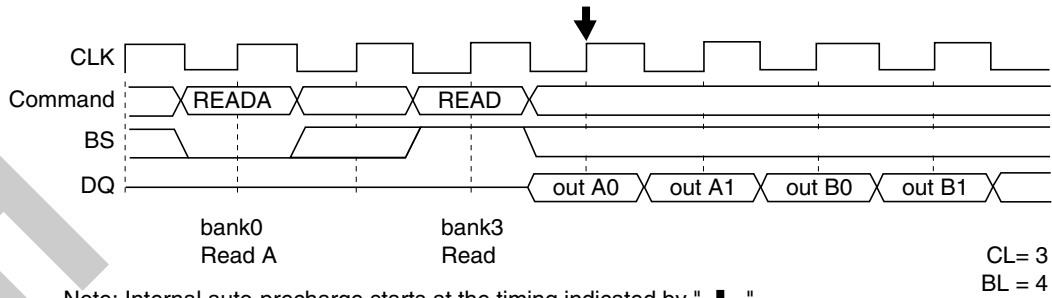 CLK
Command READA READ
BS
DQ out A0 out A1 out B0 out B1
bank0 bank3
Read A Read
CL= 3
BL = 4
Note: Internal auto-precharge starts at the timing indicated by " ".